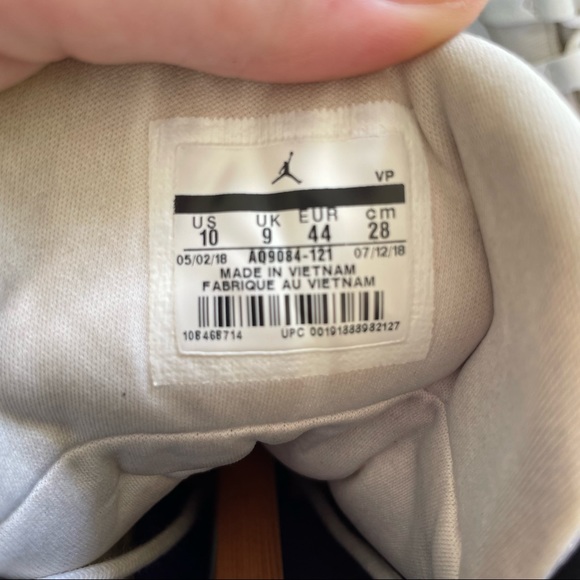 VP
US UK EUR cm
10 9 44 28
05/02/18 AQ9084-121 07/12/18
MADE IN VIETNAM
FABRIQUE AU VIETNAM
108468714 UPC 00191888982127